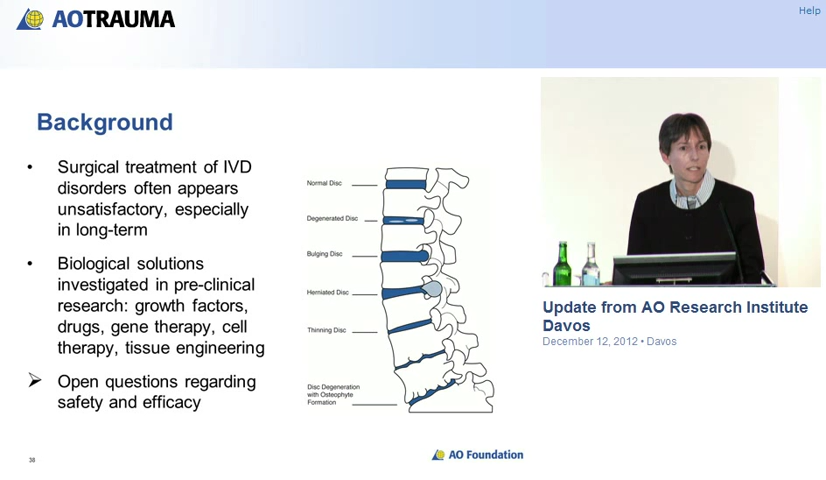 AOTRAUMA
Help
Background
• Surgical treatment of IVD
disorders often appears
unsatisfactory, especially
in long-term
• Biological solutions
investigated in pre-clinical
research: growth factors,
drugs, gene therapy, cell
therapy, tissue engineering
➢ Open questions regarding
safety and efficacy
Normal Disc
Degenerated Disc
Bulging Disc
Herniated Disc
Thinning Disc
Disc Degeneration
with Osteophyte
Formation
Update from AO Research Institute
Davos
December 12, 2012 • Davos
38
AO Foundation